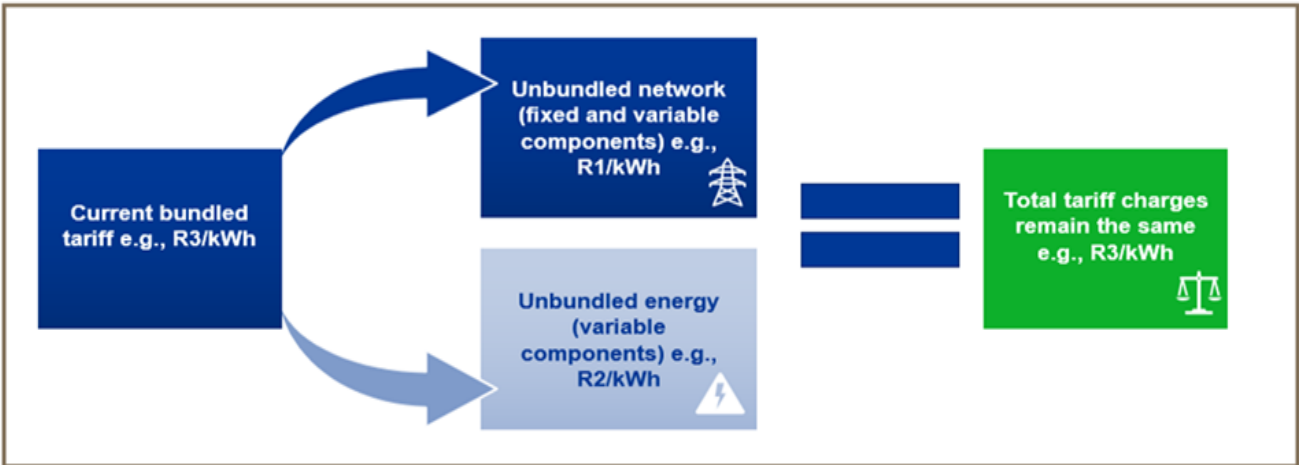 Current bundled
tariff e.g., R3/kWh
Unbundled network
(fixed and variable
components) e.g.,
R1/kWh
Unbundled energy
(variable
components) e.g.,
R2/kWh
Total tariff charges
remain the same
e.g., R3/kWh